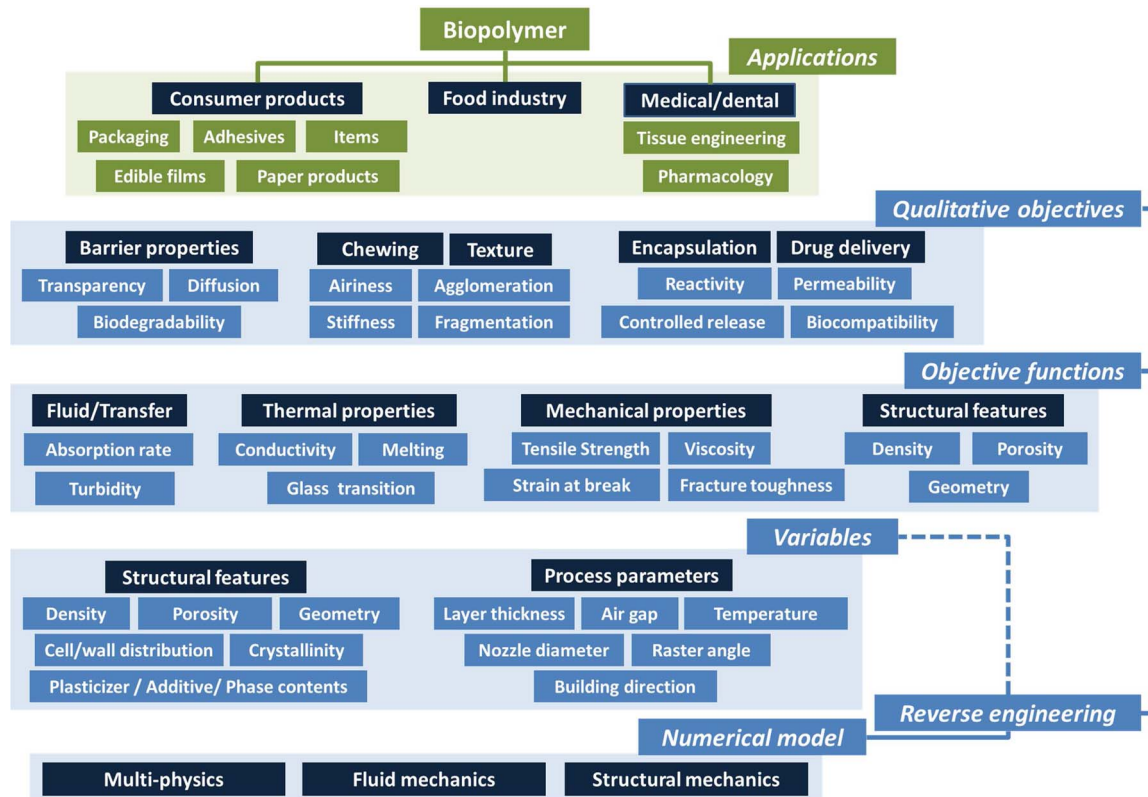 Biopolymer
Applications
Consumer products
Food industry
Medical/dental
Packaging
Adhesives
Items
Tissue engineering
Edible films
Paper products
Pharmacology
Qualitative objectives
Barrier properties
Chewing
Texture
Encapsulation
Drug delivery
Transparency
Diffusion
Airiness
Agglomeration
Reactivity
Permeability
Biodegradability
Stiffness
Fragmentation
Controlled release
Biocompatibility
Objective functions
Fluid/Transfer
Thermal properties
Mechanical properties
Structural features
Absorption rate
Conductivity
Melting
Tensile Strength
Viscosity
Density
Porosity
Turbidity
Glass transition
Strain at break
Fracture toughness
Geometry
Variables
Structural features
Process parameters
Density
Porosity
Geometry
Layer thickness
Air gap
Temperature
Cell/wall distribution
Crystallinity
Nozzle diameter
Raster angle
Plasticizer / Additive/ Phase contents
Building direction
Reverse engineering
Numerical model
Multi-physics
Fluid mechanics
Structural mechanics